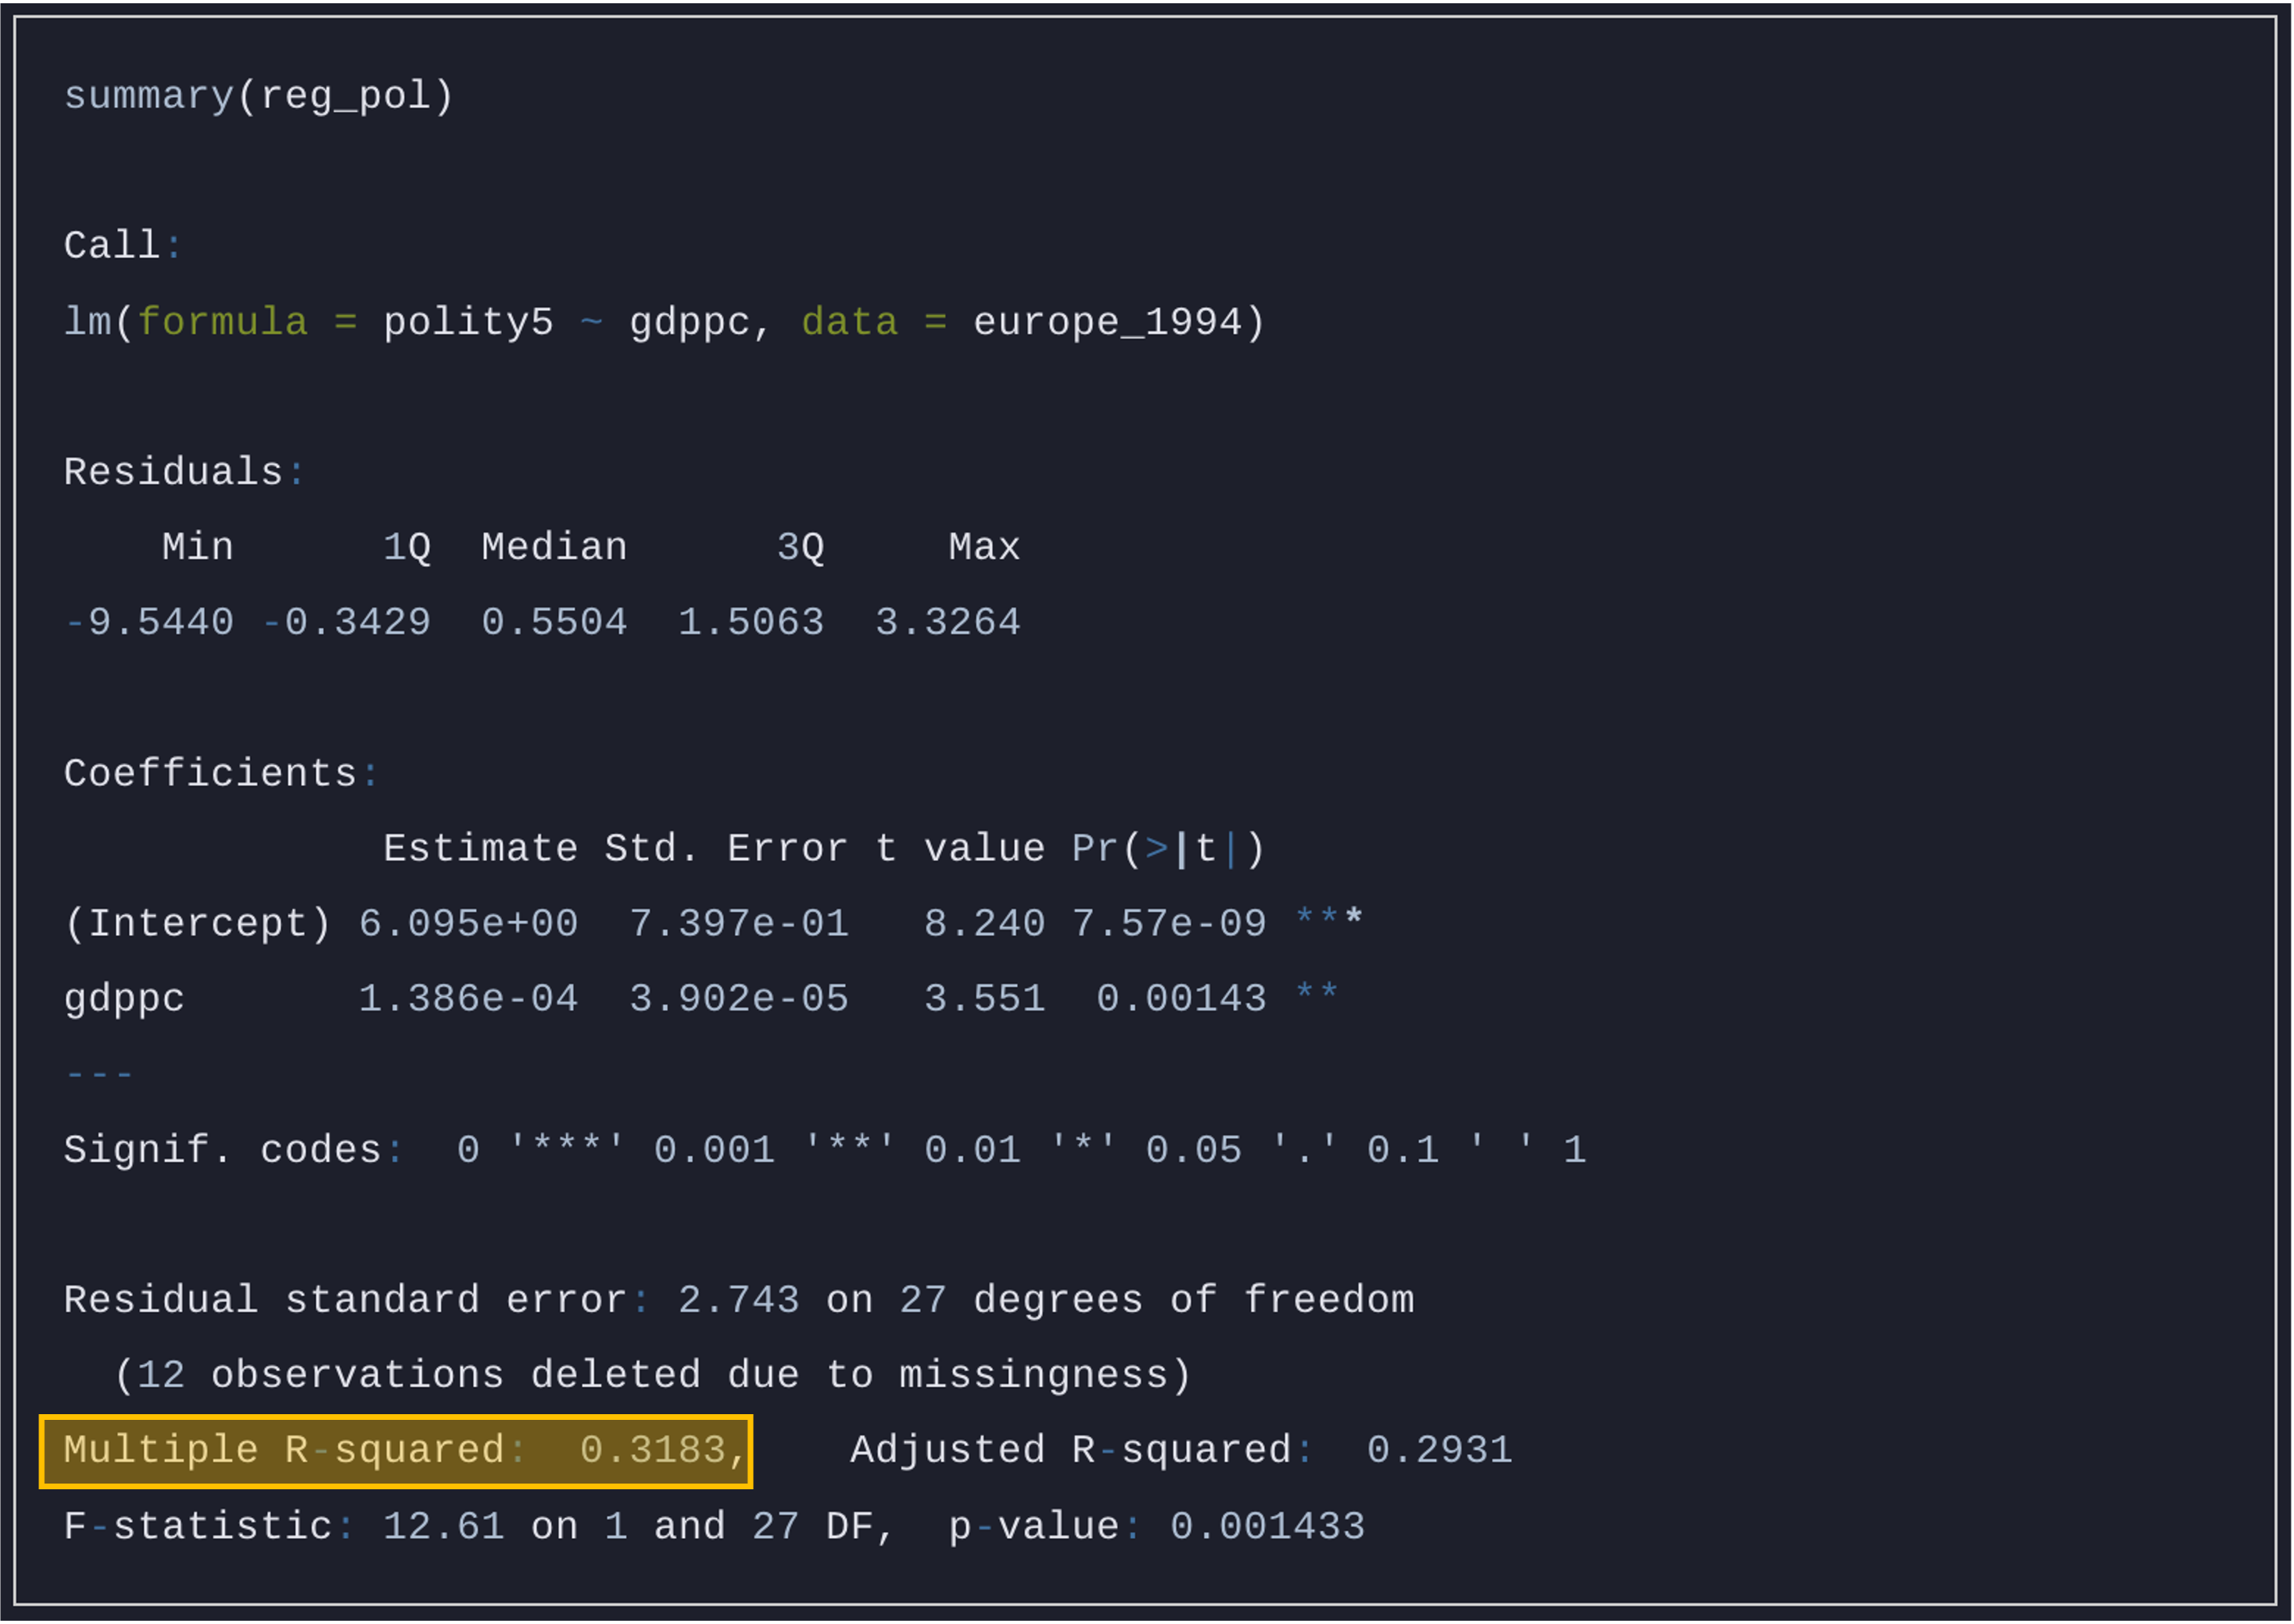 summary(reg_pol)
Call:
lm(formula = polity5 ~ gdppc, data = europe_1994)
Residuals:
    Min      1Q  Median      3Q     Max
-9.5440 -0.3429  0.5504  1.5063  3.3264
Coefficients:
             Estimate Std. Error t value Pr(>|t|)
(Intercept) 6.095e+00  7.397e-01   8.240 7.57e-09 ***
gdppc       1.386e-04  3.902e-05   3.551  0.00143 **
---
Signif. codes:  0 '***' 0.001 '**' 0.01 '*' 0.05 '.' 0.1 ' ' 1
Residual standard error: 2.743 on 27 degrees of freedom
  (12 observations deleted due to missingness)
Multiple R-squared:  0.3183,    Adjusted R-squared:  0.2931
F-statistic: 12.61 on 1 and 27 DF,  p-value: 0.001433